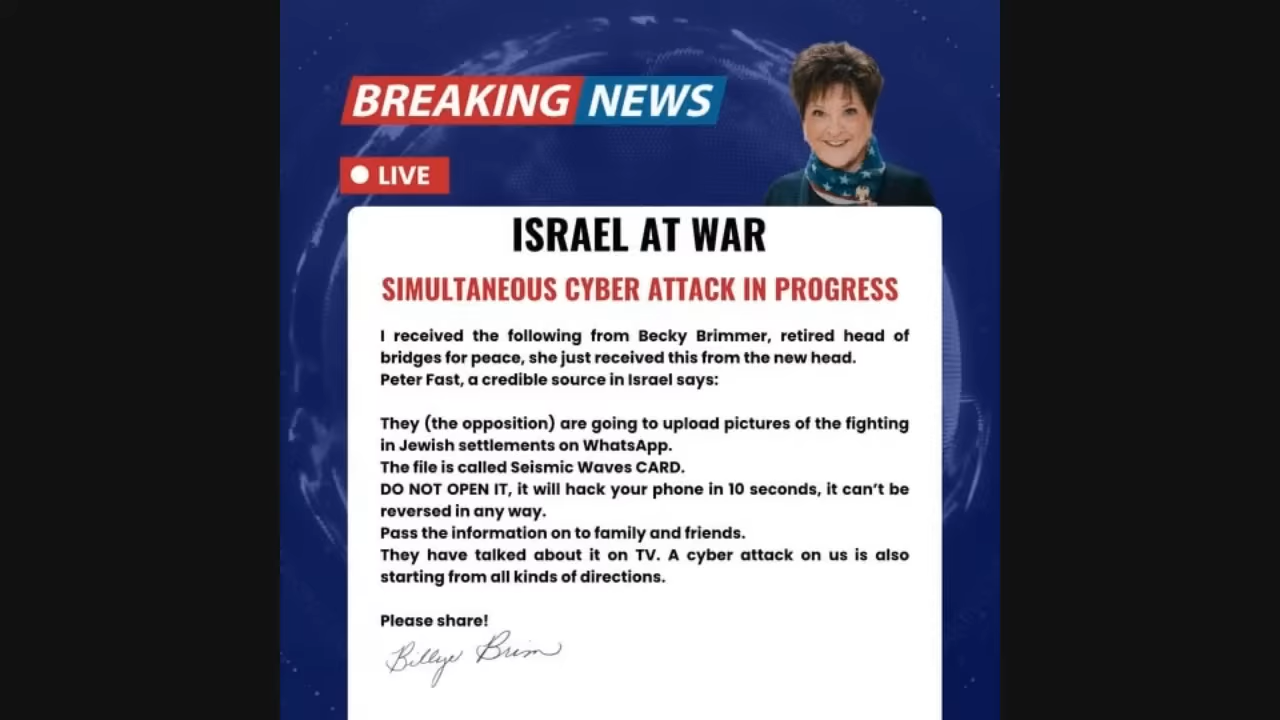 BREAKING NEWS
LIVE
ISRAEL AT WAR
SIMULTANEOUS CYBER ATTACK IN PROGRESS
I received the following from Becky Brimmer, retired head of
bridges for peace, she just received this from the new head.
Peter Fast, a credible source in Israel says:
They (the opposition) are going to upload pictures of the fighting
in Jewish settlements on WhatsApp.
The file is called Seismic Waves CARD.
DO NOT OPEN IT, it will hack your phone in 10 seconds, it can’t be
reversed in any way.
Pass the information on to family and friends.
They have talked about it on TV. A cyber attack on us is also
starting from all kinds of directions.
Please share!
Billye Brim